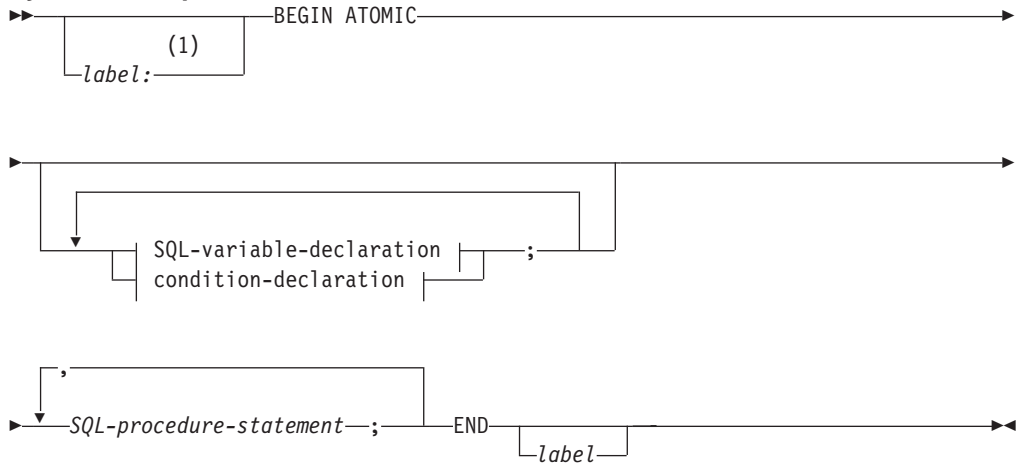 BEGIN ATOMIC
(1)
label:
SQL-variable-declaration ;
condition-declaration
,
SQL-procedure-statement ; END
label